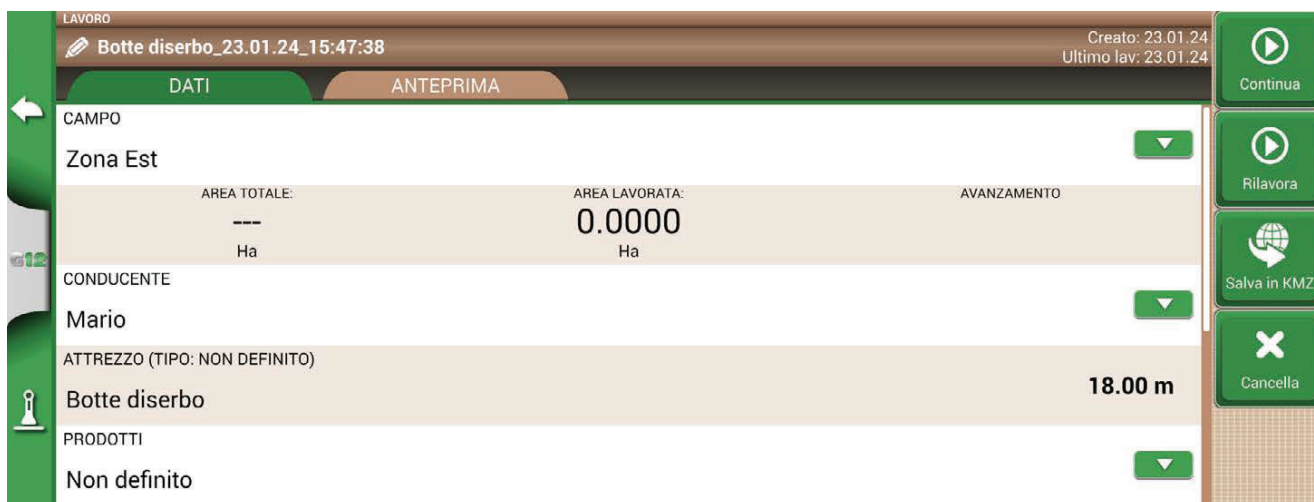 LAVORO
Botte diserbo_23.01.24_15:47:38
Creato: 23.01.24
Ultimo lav: 23.01.24
DATI
ANTEPRIMA
CAMPO
Zona Est
AREA TOTALE:
---
Ha
AREA LAVORATA:
0.0000
Ha
AVANZAMENTO
CONDUCENTE
Mario
ATTREZZO (TIPO: NON DEFINITO)
Botte diserbo
18.00 m
PRODOTTI
Non definito
G12
Continua
Rilavora
Salva in KMZ
Cancella